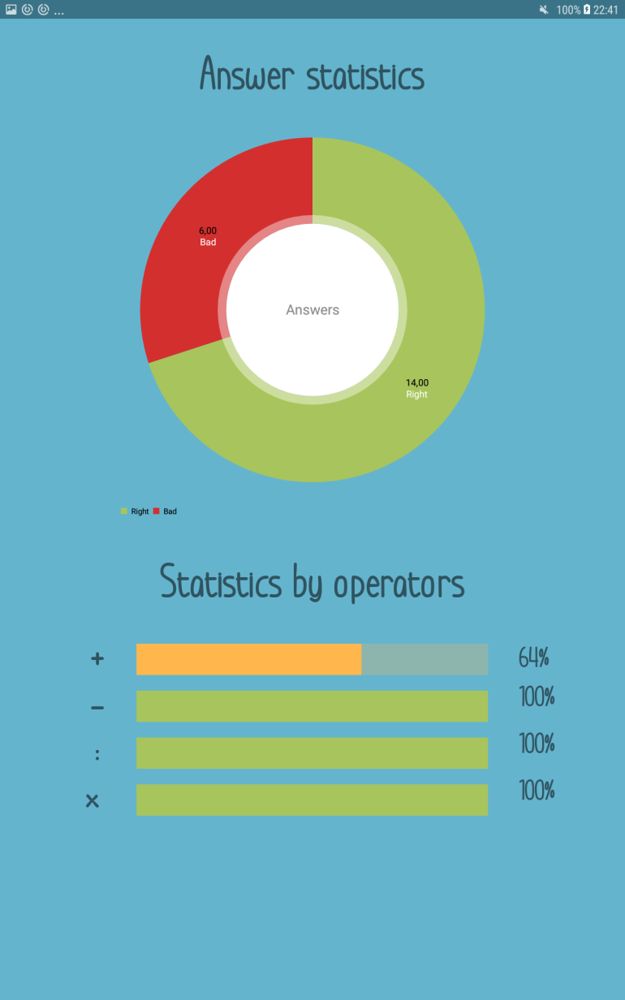 ... 100% 22:41
Answer statistics
6,00
Bad
Answers
14,00
Right
Right Bad
Statistics by operators
+ 64%
− 100%
: 100%
× 100%